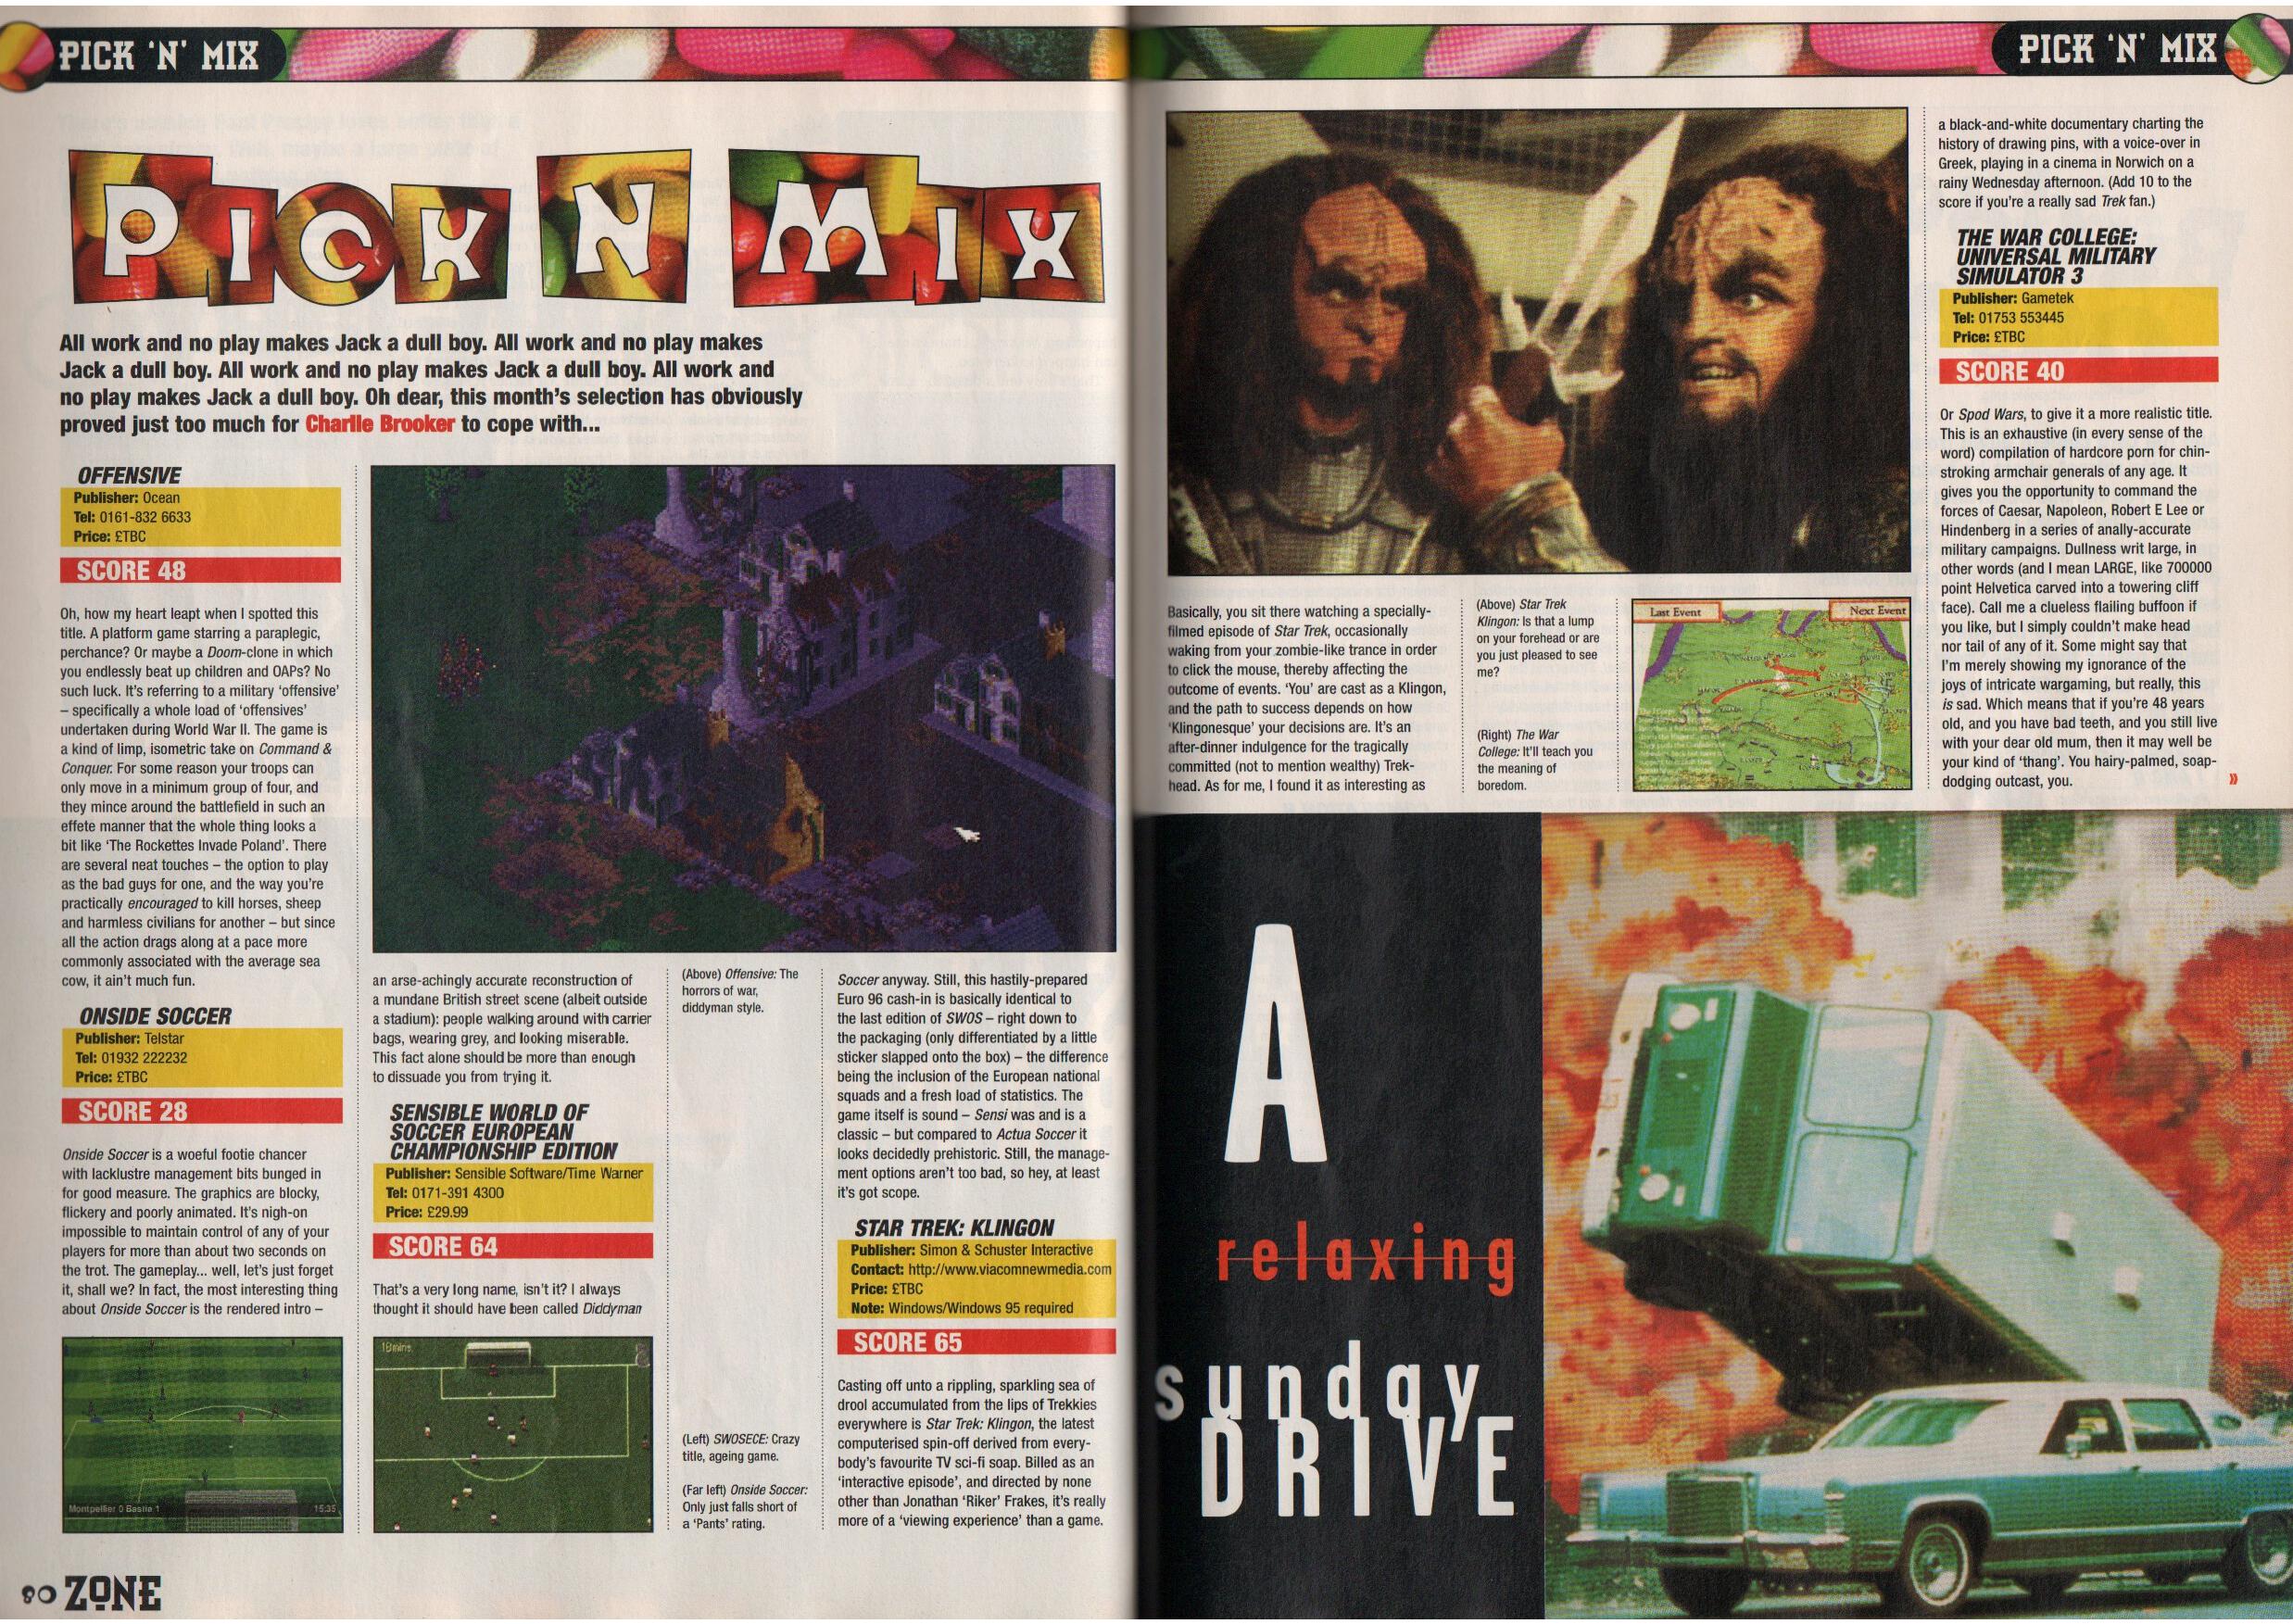 PICK 'N' MIX
PICK 'N' MIX
PICK N MIX
All work and no play makes Jack a dull boy. All work and no play makes
Jack a dull boy. All work and no play makes Jack a dull boy. All work and
no play makes Jack a dull boy. Oh dear, this month's selection has obviously
proved just too much for Charlie Brooker to cope with...
OFFENSIVE
Publisher: Ocean
Tel: 0161-832 6633
Price: £TBC
SCORE 48
Oh, how my heart leapt when I spotted this
title. A platform game starring a paraplegic,
perchance? Or maybe a Doom-clone in which
you endlessly beat up children and OAPs? No
such luck. It's referring to a military 'offensive'
– specifically a whole load of 'offensives'
undertaken during World War II. The game is
a kind of limp, isometric take on Command &
Conquer. For some reason your troops can
only move in a minimum group of four, and
they mince around the battlefield in such an
effete manner that the whole thing looks a
bit like 'The Rockettes Invade Poland'. There
are several neat touches – the option to play
as the bad guys for one, and the way you're
practically encouraged to kill horses, sheep
and harmless civilians for another – but since
all the action drags along at a pace more
commonly associated with the average sea
cow, it ain't much fun.
ONSIDE SOCCER
Publisher: Telstar
Tel: 01932 222232
Price: £TBC
SCORE 28
Onside Soccer is a woeful footie chancer
with lacklustre management bits bunged in
for good measure. The graphics are blocky,
flickery and poorly animated. It's nigh-on
impossible to maintain control of any of your
players for more than about two seconds on
the trot. The gameplay... well, let's just forget
it, shall we? In fact, the most interesting thing
about Onside Soccer is the rendered intro –
Montpellier 0 Bastia 1
15:35
an arse-achingly accurate reconstruction of
a mundane British street scene (albeit outside
a stadium): people walking around with carrier
bags, wearing grey, and looking miserable.
This fact alone should be more than enough
to dissuade you from trying it.
SENSIBLE WORLD OF
SOCCER EUROPEAN
CHAMPIONSHIP EDITION
Publisher: Sensible Software/Time Warner
Tel: 0171-391 4300
Price: £29.99
SCORE 64
That's a very long name, isn't it? I always
thought it should have been called Diddyman
18mins
(Above) Offensive: The
horrors of war,
diddyman style.
(Left) SWOSECE: Crazy
title, ageing game.
(Far left) Onside Soccer:
Only just falls short of
a 'Pants' rating.
Soccer anyway. Still, this hastily-prepared
Euro 96 cash-in is basically identical to
the last edition of SWOS – right down to
the packaging (only differentiated by a little
sticker slapped onto the box) – the difference
being the inclusion of the European national
squads and a fresh load of statistics. The
game itself is sound – Sensi was and is a
classic – but compared to Actua Soccer it
looks decidedly prehistoric. Still, the manage-
ment options aren't too bad, so hey, at least
it's got scope.
STAR TREK: KLINGON
Publisher: Simon & Schuster Interactive
Contact: http://www.viacomnewmedia.com
Price: £TBC
Note: Windows/Windows 95 required
SCORE 65
Casting off unto a rippling, sparkling sea of
drool accumulated from the lips of Trekkies
everywhere is Star Trek: Klingon, the latest
computerised spin-off derived from every-
body's favourite TV sci-fi soap. Billed as an
'interactive episode', and directed by none
other than Jonathan 'Riker' Frakes, it's really
more of a 'viewing experience' than a game.
80 ZONE
Basically, you sit there watching a specially-
filmed episode of Star Trek, occasionally
waking from your zombie-like trance in order
to click the mouse, thereby affecting the
outcome of events. 'You' are cast as a Klingon,
and the path to success depends on how
'Klingonesque' your decisions are. It's an
after-dinner indulgence for the tragically
committed (not to mention wealthy) Trek-
head. As for me, I found it as interesting as
(Above) Star Trek
Klingon: Is that a lump
on your forehead or are
you just pleased to see
me?
(Right) The War
College: It'll teach you
the meaning of
boredom.
Last Event
Next Event
a black-and-white documentary charting the
history of drawing pins, with a voice-over in
Greek, playing in a cinema in Norwich on a
rainy Wednesday afternoon. (Add 10 to the
score if you're a really sad Trek fan.)
THE WAR COLLEGE:
UNIVERSAL MILITARY
SIMULATOR 3
Publisher: Gametek
Tel: 01753 553445
Price: £TBC
SCORE 40
Or Spod Wars, to give it a more realistic title.
This is an exhaustive (in every sense of the
word) compilation of hardcore porn for chin-
stroking armchair generals of any age. It
gives you the opportunity to command the
forces of Caesar, Napoleon, Robert E Lee or
Hindenberg in a series of anally-accurate
military campaigns. Dullness writ large, in
other words (and I mean LARGE, like 700000
point Helvetica carved into a towering cliff
face). Call me a clueless flailing buffoon if
you like, but I simply couldn't make head
nor tail of any of it. Some might say that
I'm merely showing my ignorance of the
joys of intricate wargaming, but really, this
is sad. Which means that if you're 48 years
old, and you have bad teeth, and you still live
with your dear old mum, then it may well be
your kind of 'thang'. You hairy-palmed, soap-
dodging outcast, you.
»
A
relaxing
sunday
DRIVE